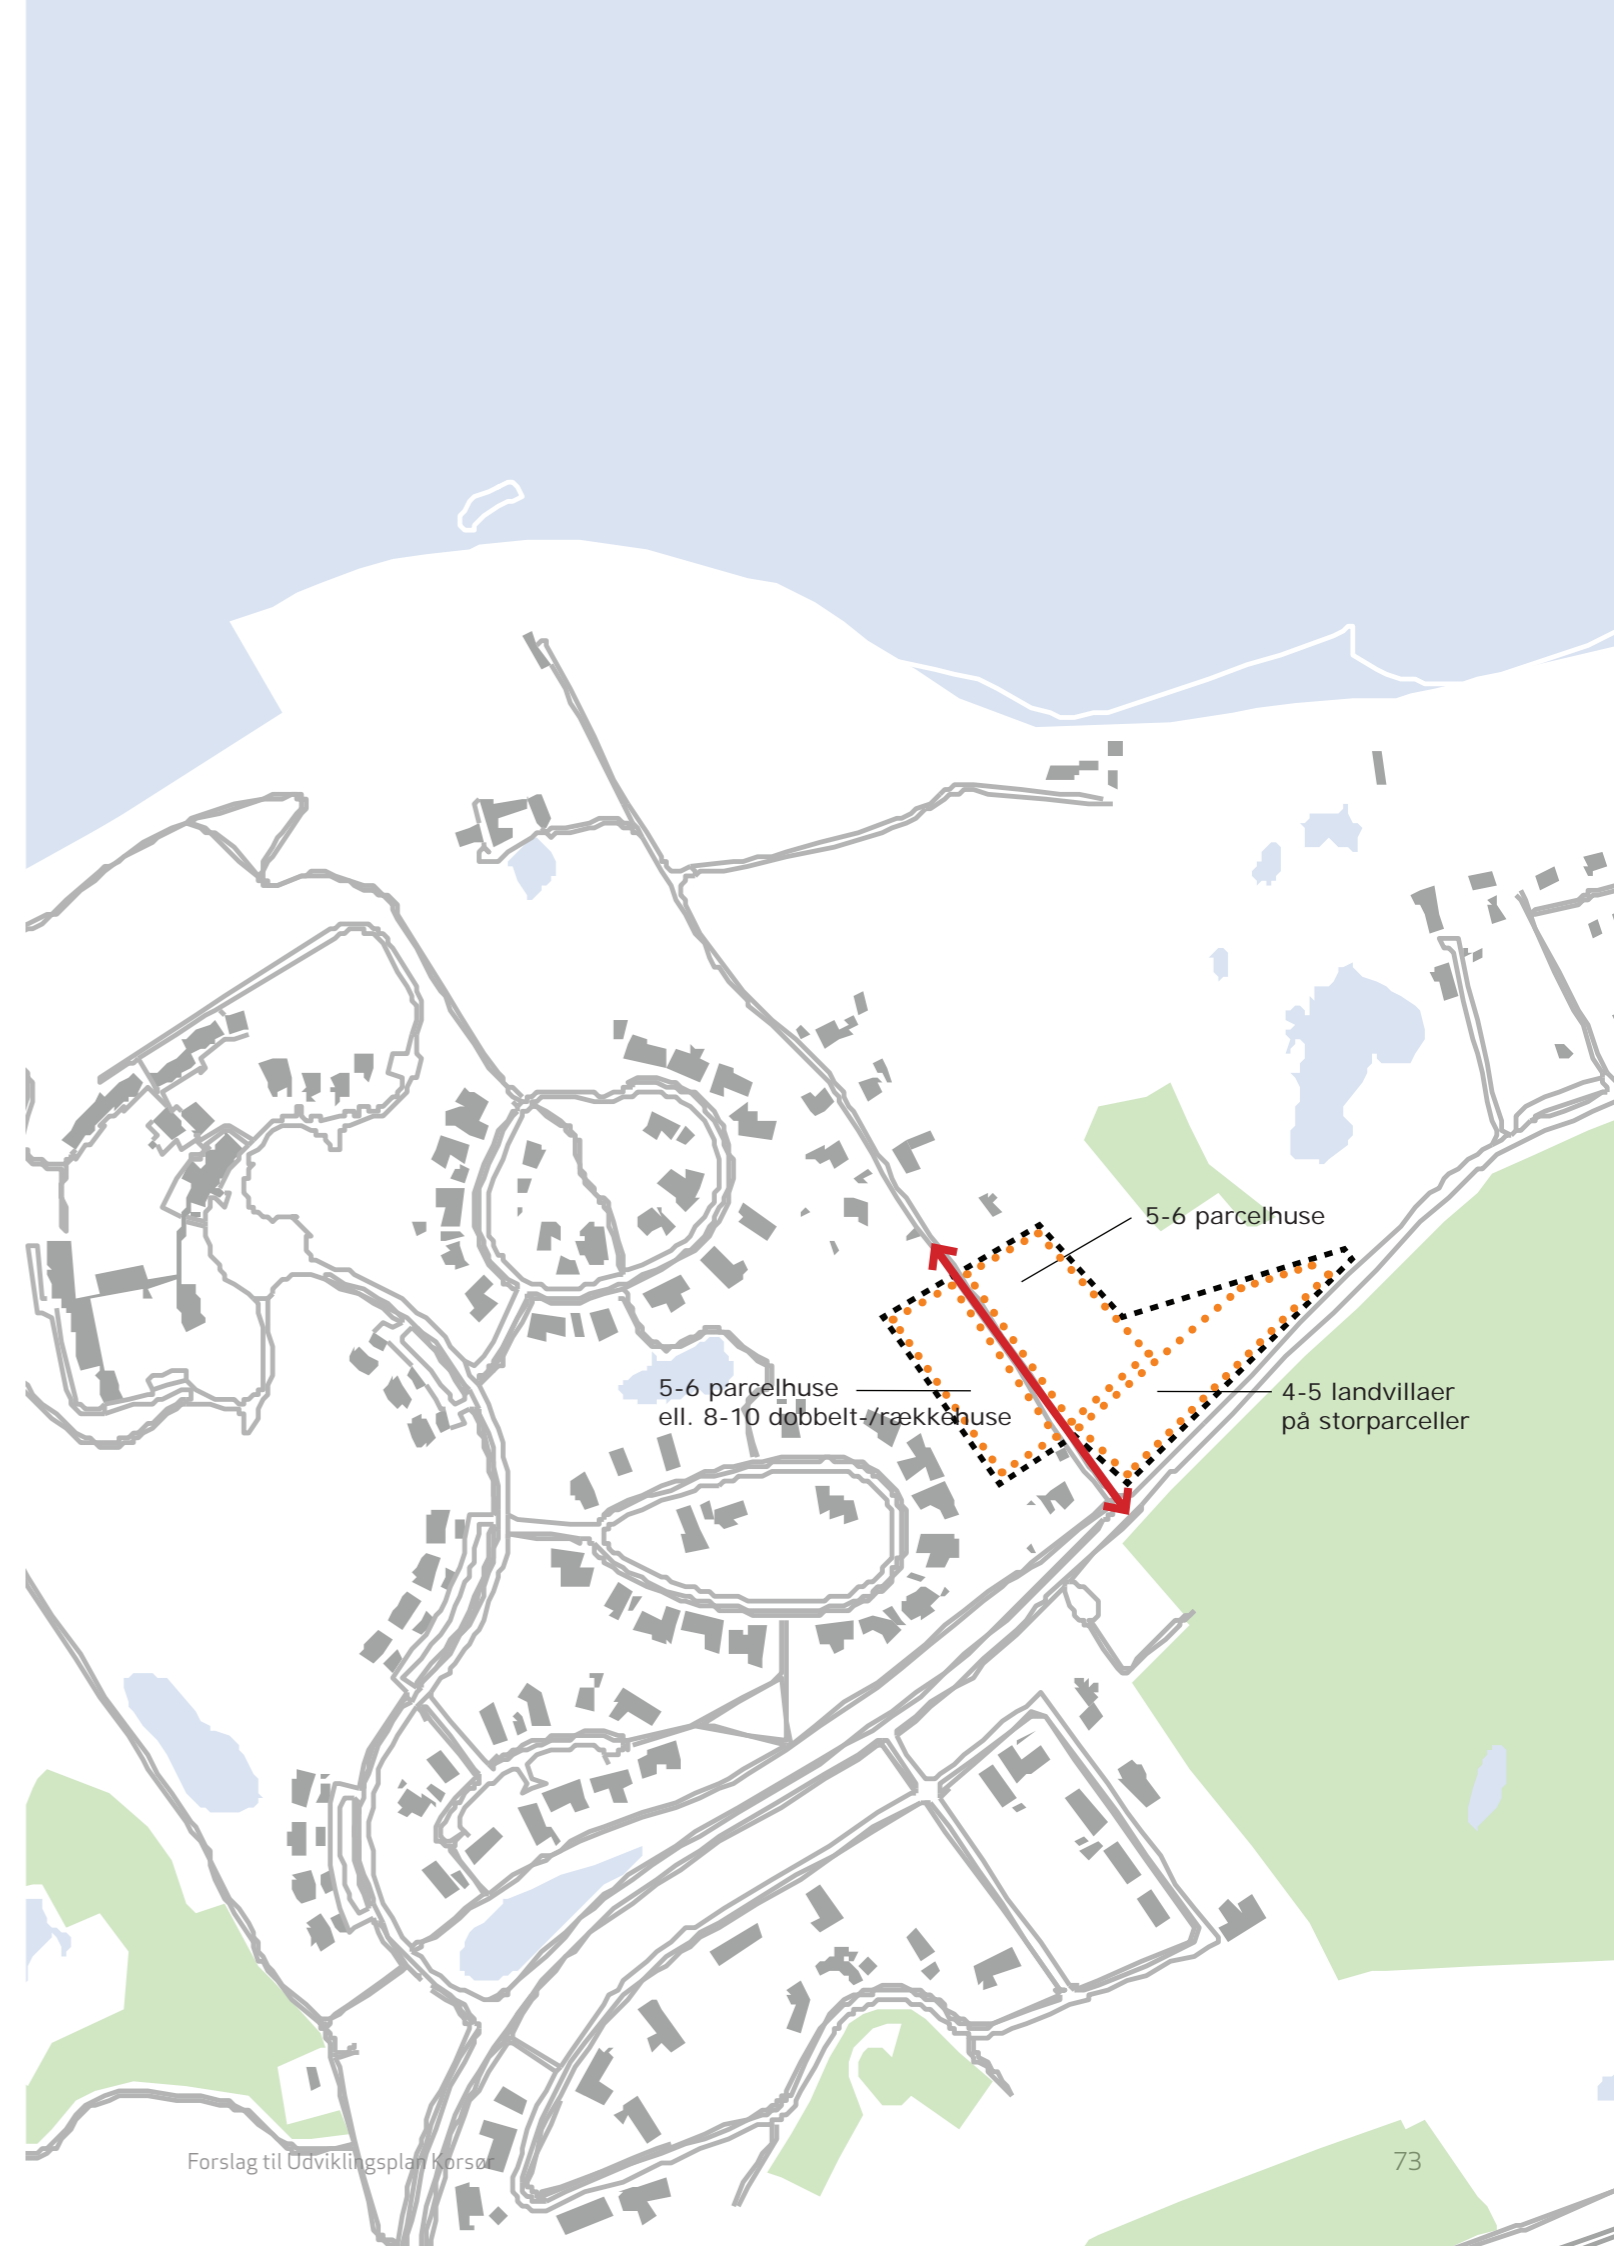 5-6 parcelhuse
5-6 parcelhuse
ell. 8-10 dobbelt-/rækkehuse
4-5 landvillaer
på storparceller
Forslag til Udviklingsplan Korsør
73